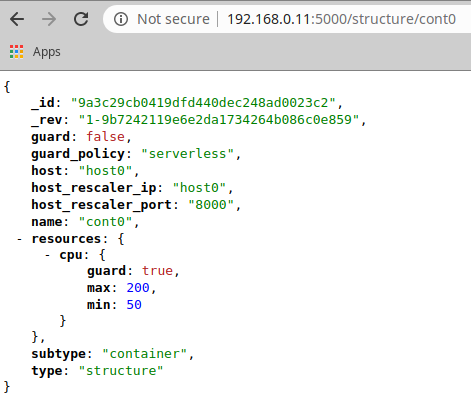 Not secure | 192.168.0.11:5000/structure/cont0
Apps
{
_id: "9a3c29cb0419dfd440dec248ad0023c2",
_rev: "1-9b7242119e6e2da1734264b086c0e859",
guard: false,
guard_policy: "serverless",
host: "host0",
host_rescaler_ip: "host0",
host_rescaler_port: "8000",
name: "cont0",
- resources: {
- cpu: {
guard: true,
max: 200,
min: 50
}
},
subtype: "container",
type: "structure"
}